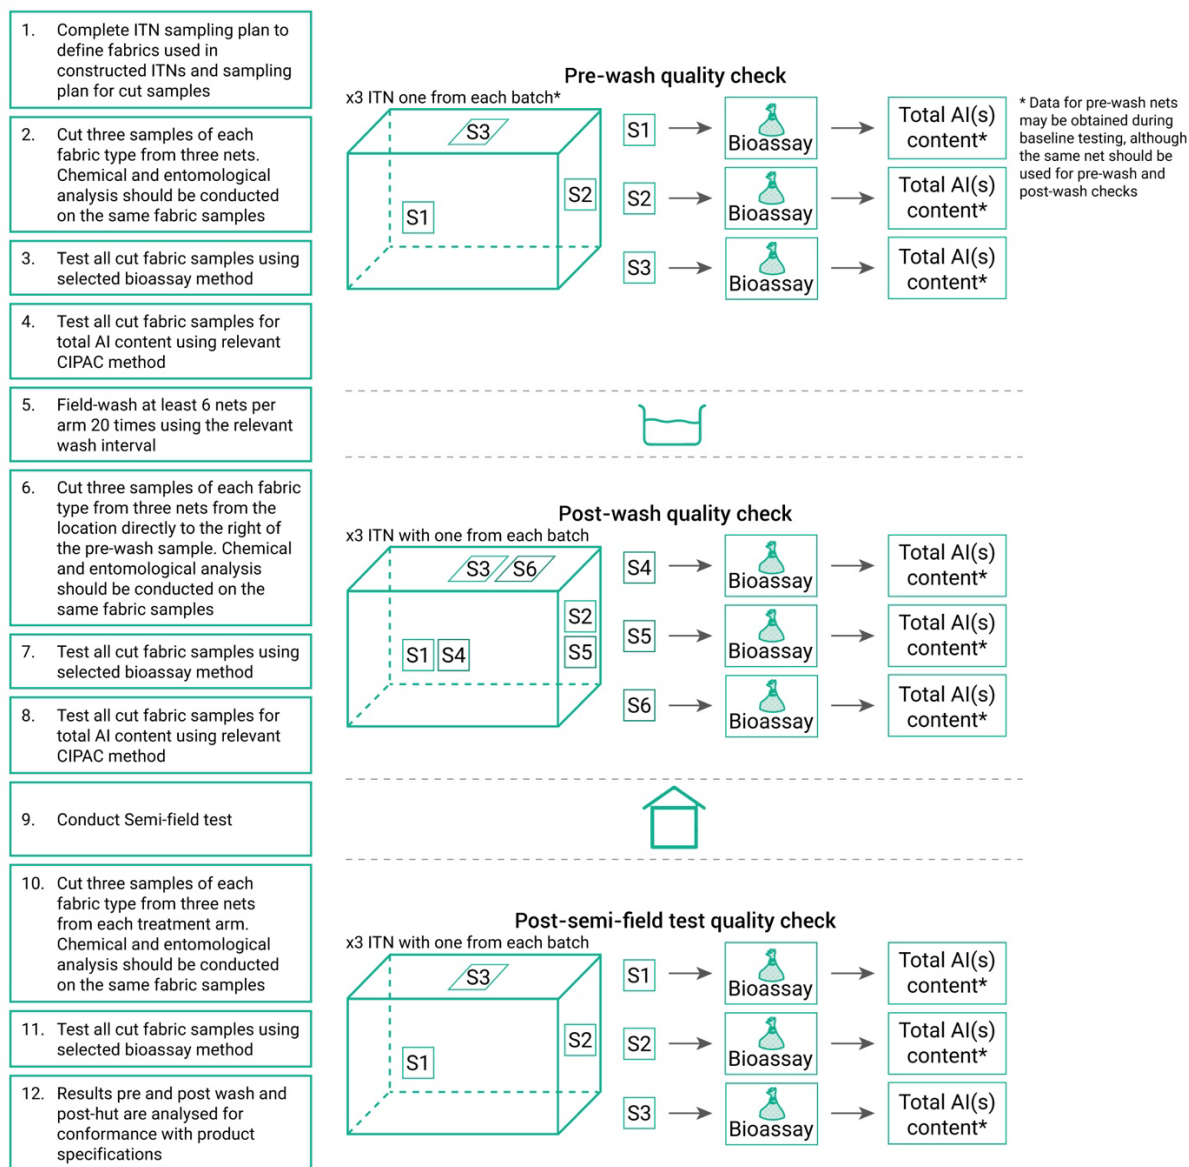 1. Complete ITN sampling plan to
define fabrics used in
constructed ITNs and sampling
plan for cut samples
2. Cut three samples of each
fabric type from three nets.
Chemical and entomological
analysis should be conducted
on the same fabric samples
3. Test all cut fabric samples using
selected bioassay method
4. Test all cut fabric samples for
total AI content using relevant
CIPAC method
5. Field-wash at least 6 nets per
arm 20 times using the relevant
wash interval
6. Cut three samples of each fabric
type from three nets from the
location directly to the right of
the pre-wash sample. Chemical
and entomological analysis
should be conducted on the
same fabric samples
7. Test all cut fabric samples using
selected bioassay method
8. Test all cut fabric samples for
total AI content using relevant
CIPAC method
9. Conduct Semi-field test
10. Cut three samples of each
fabric type from three nets
from each treatment arm.
Chemical and entomological
analysis should be conducted
on the same fabric samples
11. Test all cut fabric samples using
selected bioassay method
12. Results pre and post wash and
post-hut are analysed for
conformance with product
specifications
Pre-wash quality check
x3 ITN one from each batch*
S3
S2
S1
S1
Bioassay
Total AI(s)
content*
S2
Bioassay
Total AI(s)
content*
S3
Bioassay
Total AI(s)
content*
* Data for pre-wash nets
may be obtained during
baseline testing, although
the same net should be
used for pre-wash and
post-wash checks
Post-wash quality check
x3 ITN with one from each batch
S3 S6
S2
S1 S4
S5
S4
Bioassay
Total AI(s)
content*
S5
Bioassay
Total AI(s)
content*
S6
Bioassay
Total AI(s)
content*
Post-semi-field test quality check
x3 ITN with one from each batch
S3
S2
S1
S1
Bioassay
Total AI(s)
content*
S2
Bioassay
Total AI(s)
content*
S3
Bioassay
Total AI(s)
content*